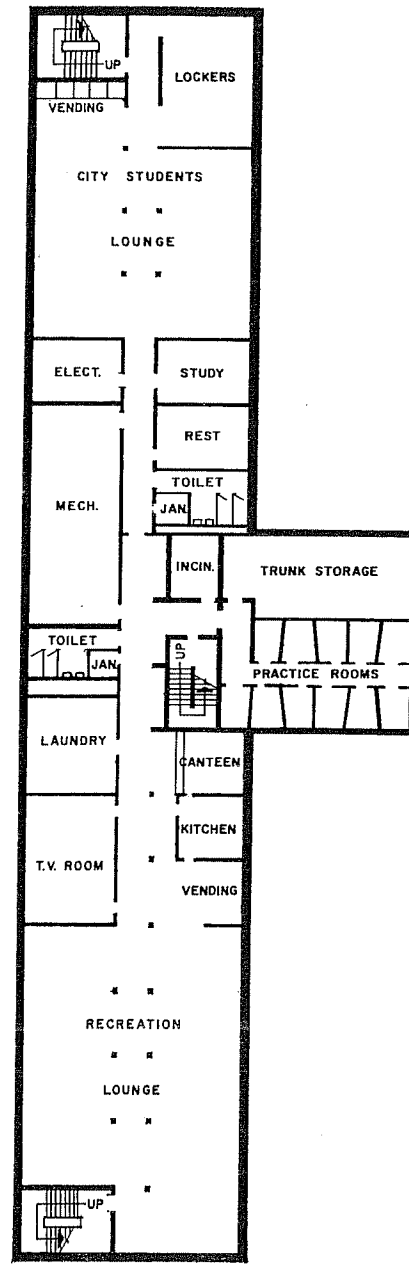 UP
LOCKERS
VENDING
CITY STUDENTS
LOUNGE
ELECT.
STUDY
REST
TOILET
JAN.
MECH.
INCIN.
TRUNK STORAGE
TOILET
JAN.
UP
PRACTICE ROOMS
LAUNDRY
CANTEEN
KITCHEN
T.V. ROOM
VENDING
RECREATION
LOUNGE
UP